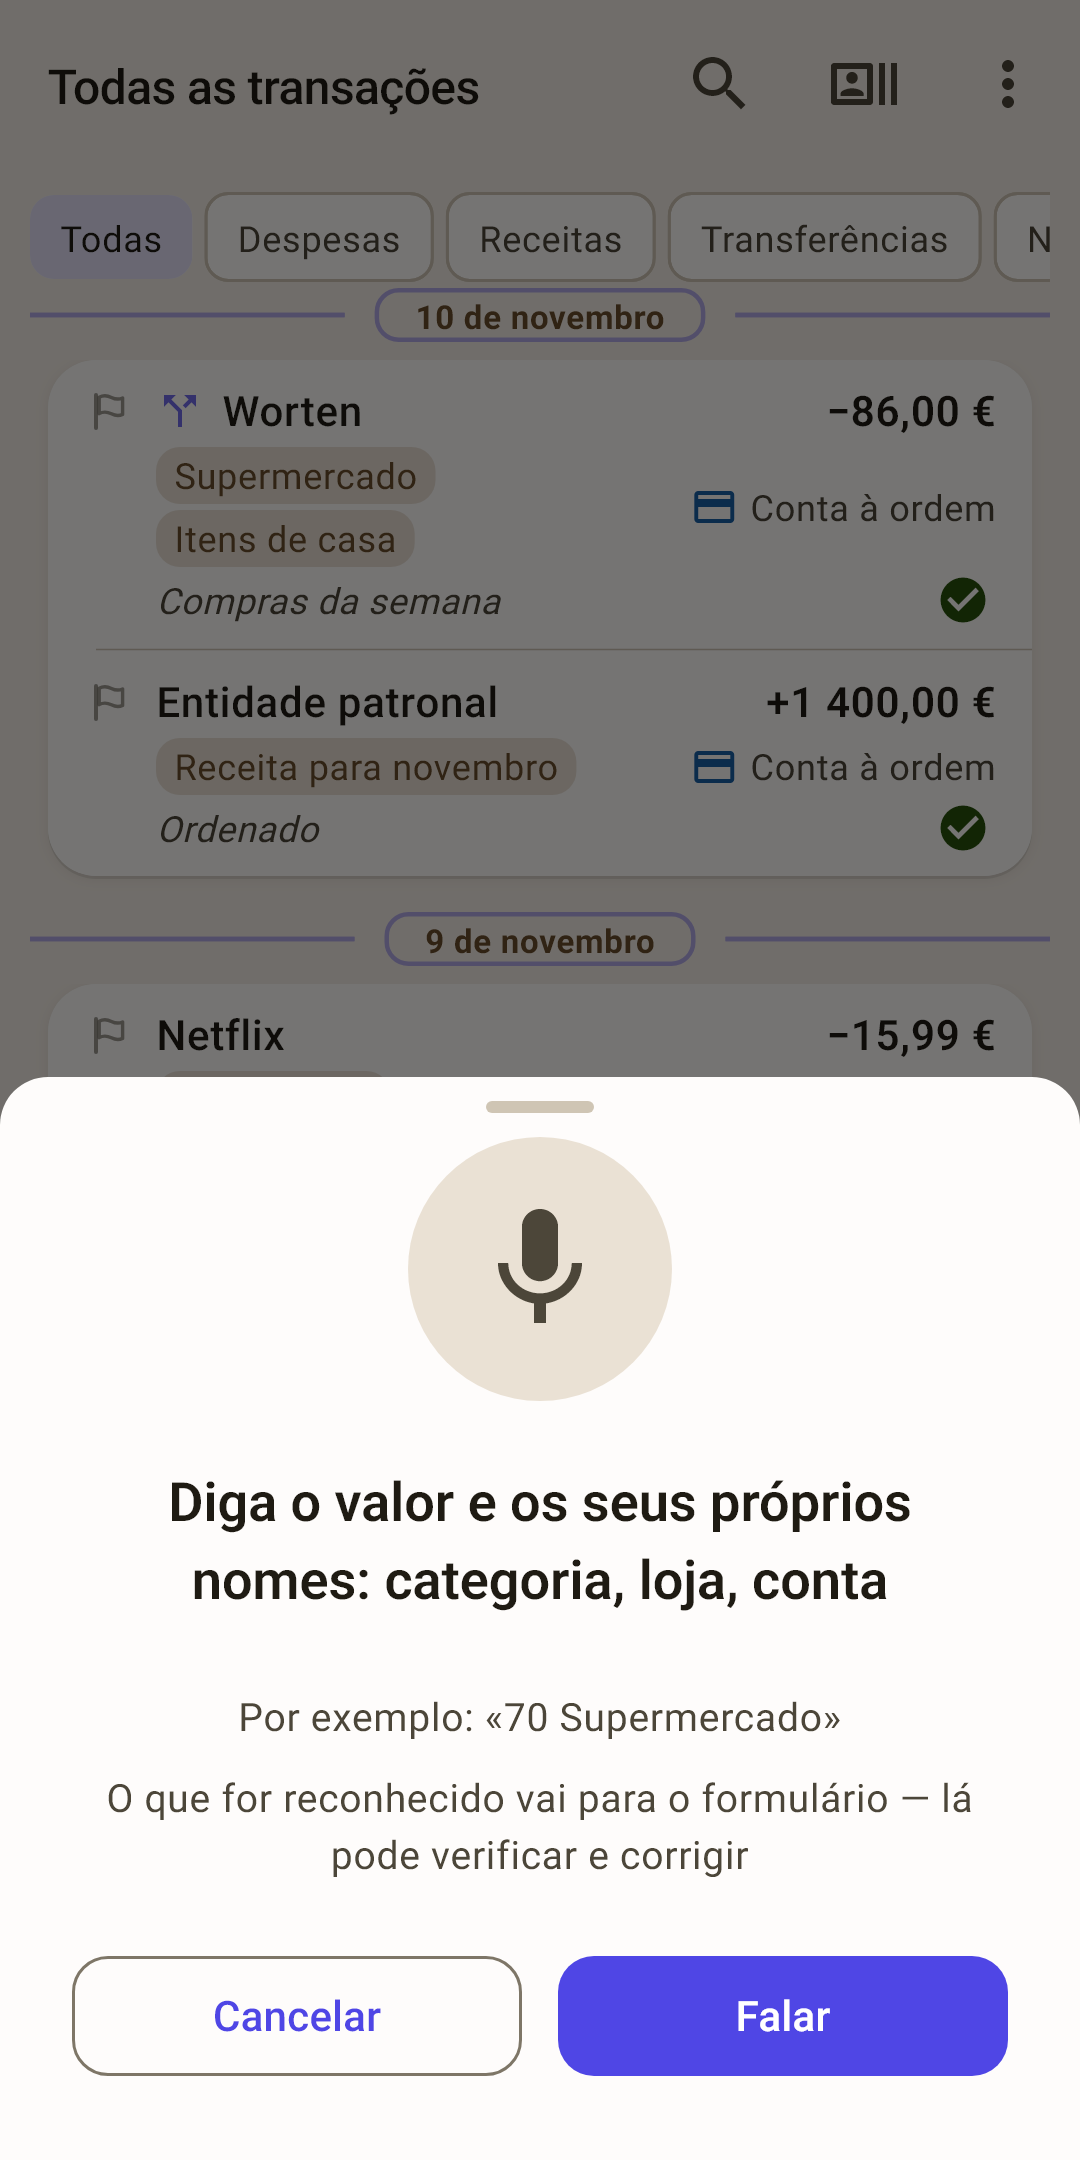 Todas as transações
Todas
Despesas
Receitas
Transferências
N
10 de novembro
Worten
−86,00 €
Supermercado
Itens de casa
Conta à ordem
Compras da semana
Entidade patronal
+1 400,00 €
Receita para novembro
Conta à ordem
Ordenado
9 de novembro
Netflix
−15,99 €
Diga o valor e os seus próprios
nomes: categoria, loja, conta
Por exemplo: «70 Supermercado»
O que for reconhecido vai para o formulário — lá
pode verificar e corrigir
Cancelar
Falar